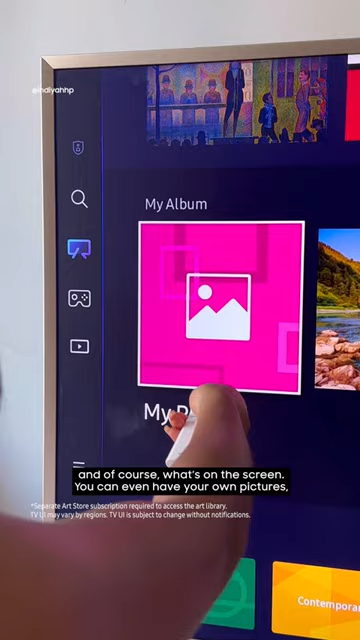 @indiyahhp
My Album
My P
and of course, what's on the screen.
You can even have your own pictures,
*Separate Art Store subscription required to access the art library.
TV UI may vary by regions. TV UI is subject to change without notifications.
Contemporar